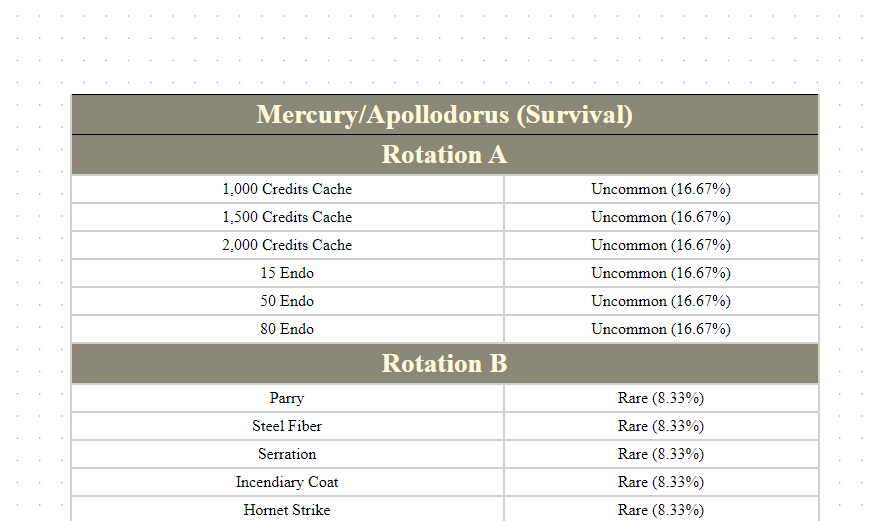 Mercury/Apollodorus (Survival)
Rotation A
1,000 Credits Cache Uncommon (16.67%)
1,500 Credits Cache Uncommon (16.67%)
2,000 Credits Cache Uncommon (16.67%)
15 Endo Uncommon (16.67%)
50 Endo Uncommon (16.67%)
80 Endo Uncommon (16.67%)
Rotation B
Parry Rare (8.33%)
Steel Fiber Rare (8.33%)
Serration Rare (8.33%)
Incendiary Coat Rare (8.33%)
Hornet Strike Rare (8.33%)